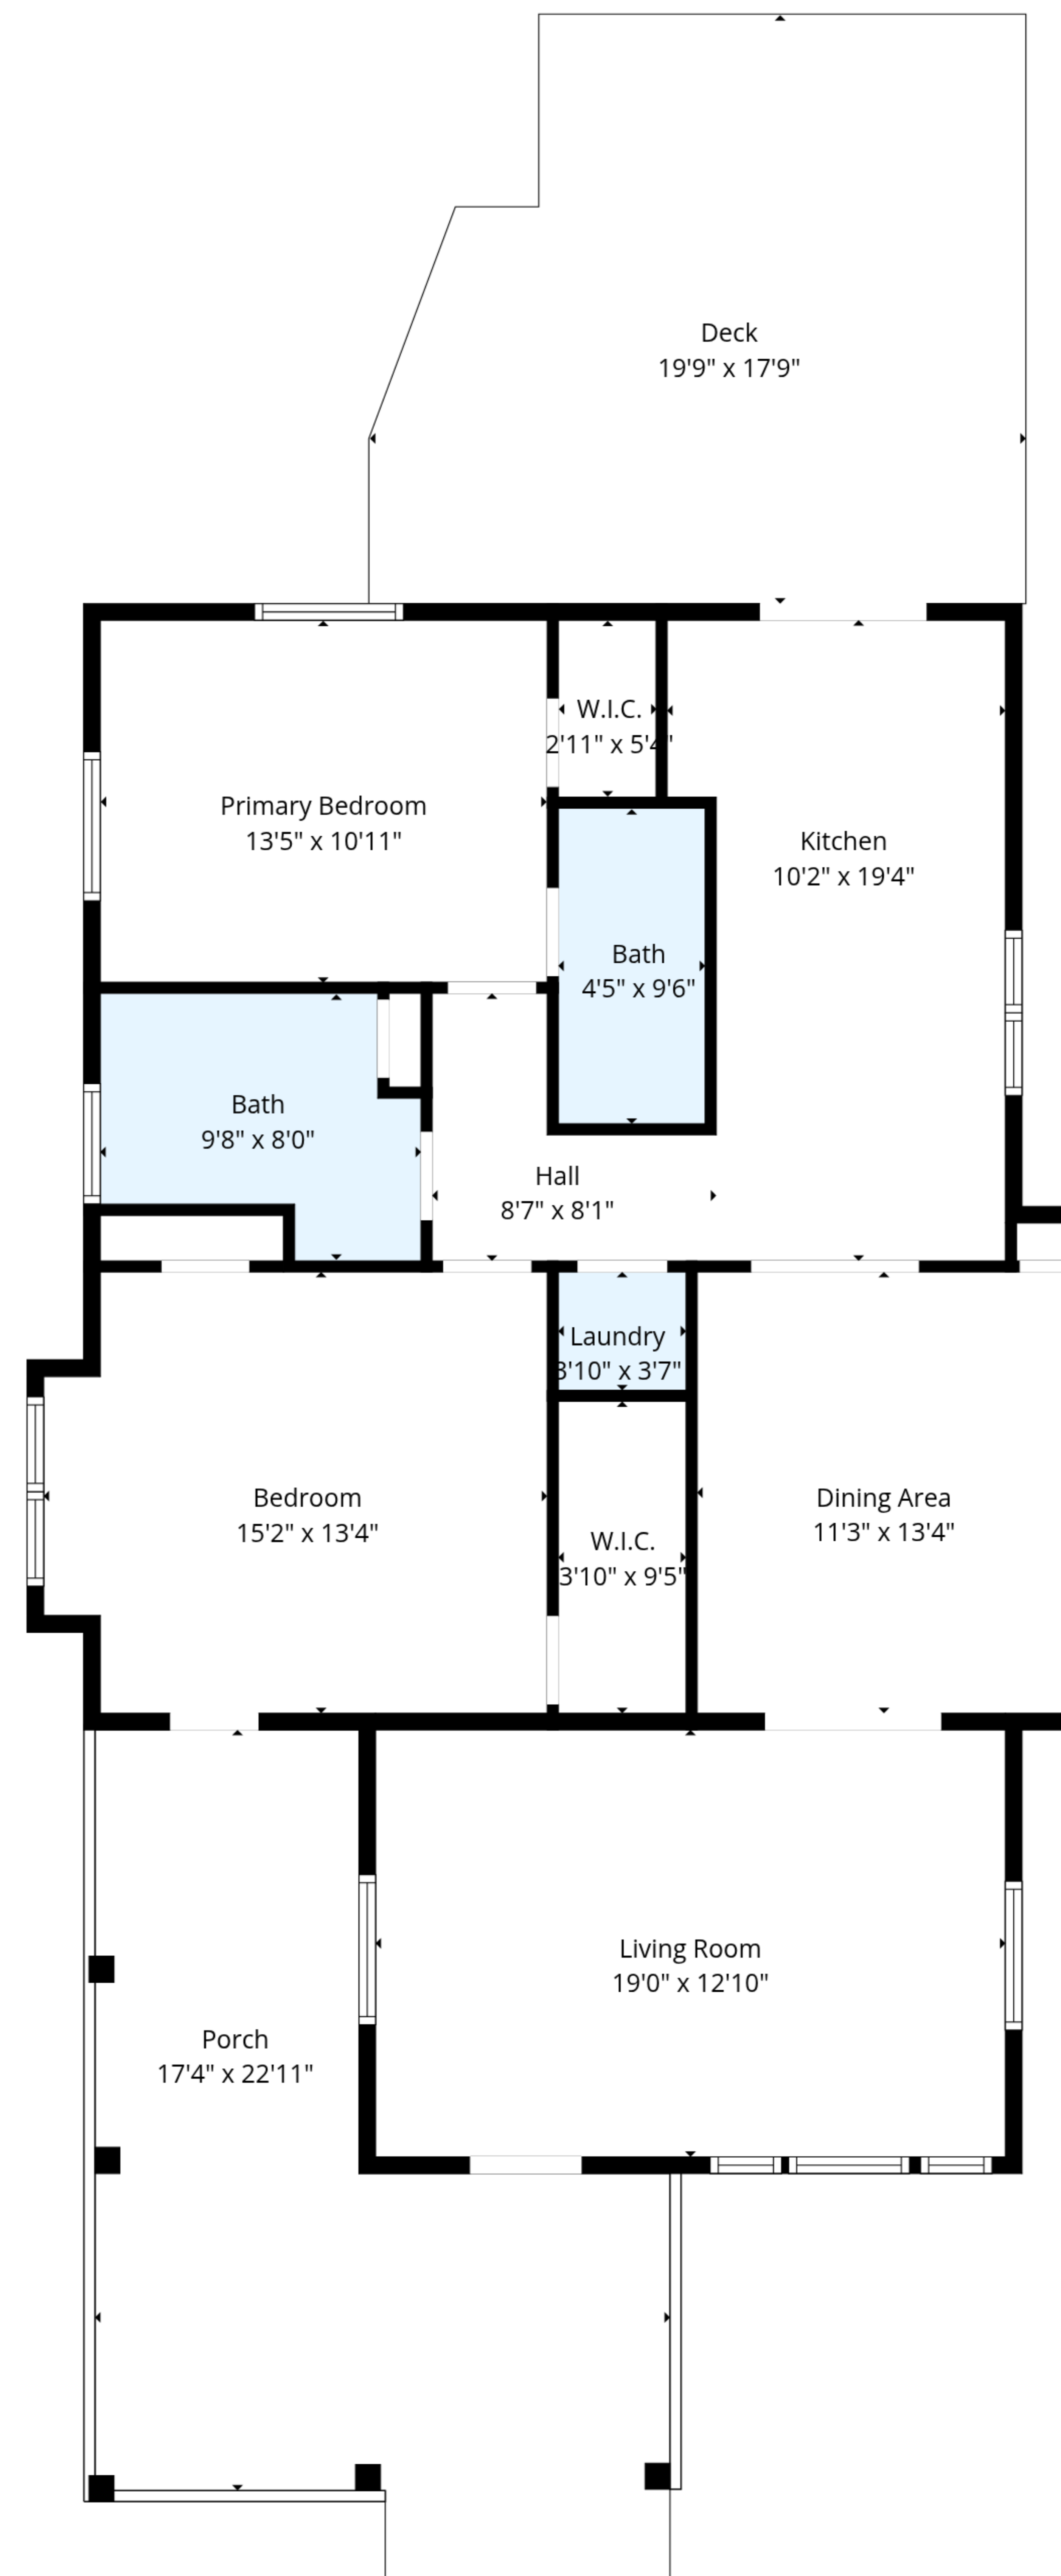 Deck
19'9" x 17'9"
W.I.C.
2'11" x 5'4"
Primary Bedroom
13'5" x 10'11"
Kitchen
10'2" x 19'4"
Bath
4'5" x 9'6"
Bath
9'8" x 8'0"
Hall
8'7" x 8'1"
Laundry
3'10" x 3'7"
Bedroom
15'2" x 13'4"
Dining Area
11'3" x 13'4"
W.I.C.
3'10" x 9'5"
Living Room
19'0" x 12'10"
Porch
17'4" x 22'11"